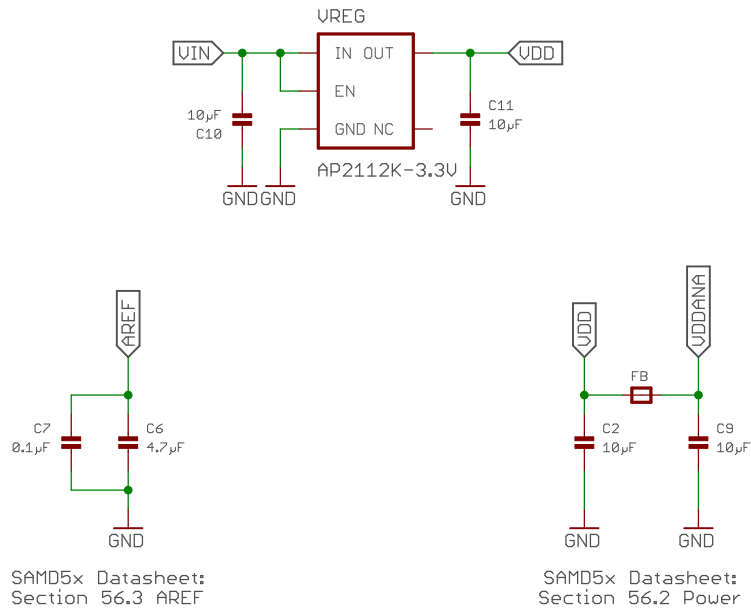 VREG
VIN
IN OUT
VDD
EN
10µF
C10
C11
10µF
GND NC
AP2112K-3.3V
GND
GND
GND
AREF
VDD
VDDANA
FB
C7
0.1µF
C6
4.7µF
C2
10µF
C9
10µF
GND
GND
GND
SAMD5x Datasheet:
Section 56.3 AREF
SAMD5x Datasheet:
Section 56.2 Power